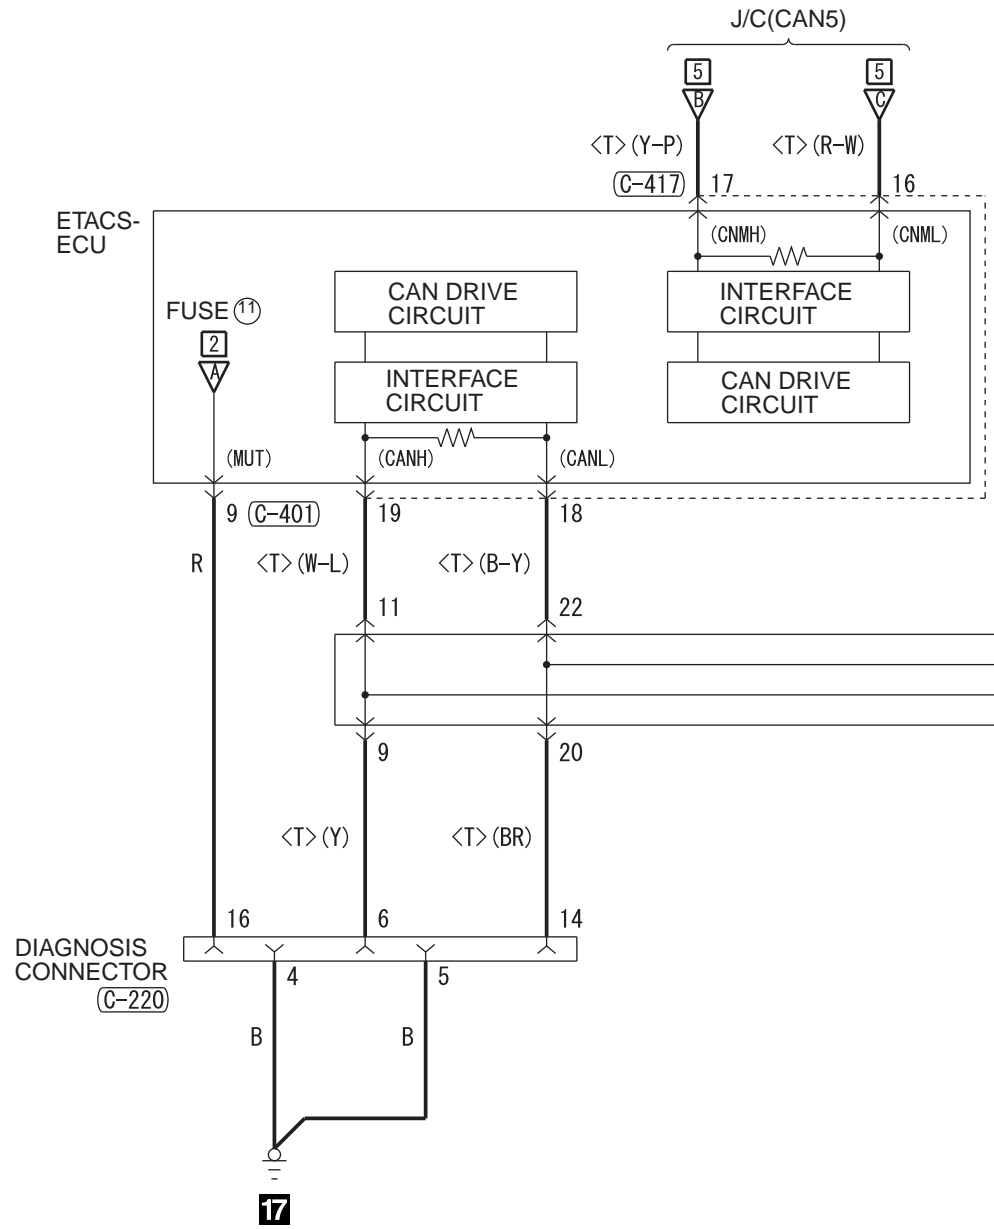 J/C(CAN5)
5 5
B C
<T>(Y-P) <T>(R-W)
(C-417) 17 16
ETACS-
ECU
(CNMH) (CNML)
FUSE 11
2
A
CAN DRIVE
CIRCUIT
INTERFACE
CIRCUIT
INTERFACE
CIRCUIT
CAN DRIVE
CIRCUIT
(MUT) (CANH) (CANL)
9 (C-401) 19 18
R <T>(W-L) <T>(B-Y)
11 22
9 20
<T>(Y) <T>(BR)
16 6 14
DIAGNOSIS
CONNECTOR
(C-220)
4 5
B B
17